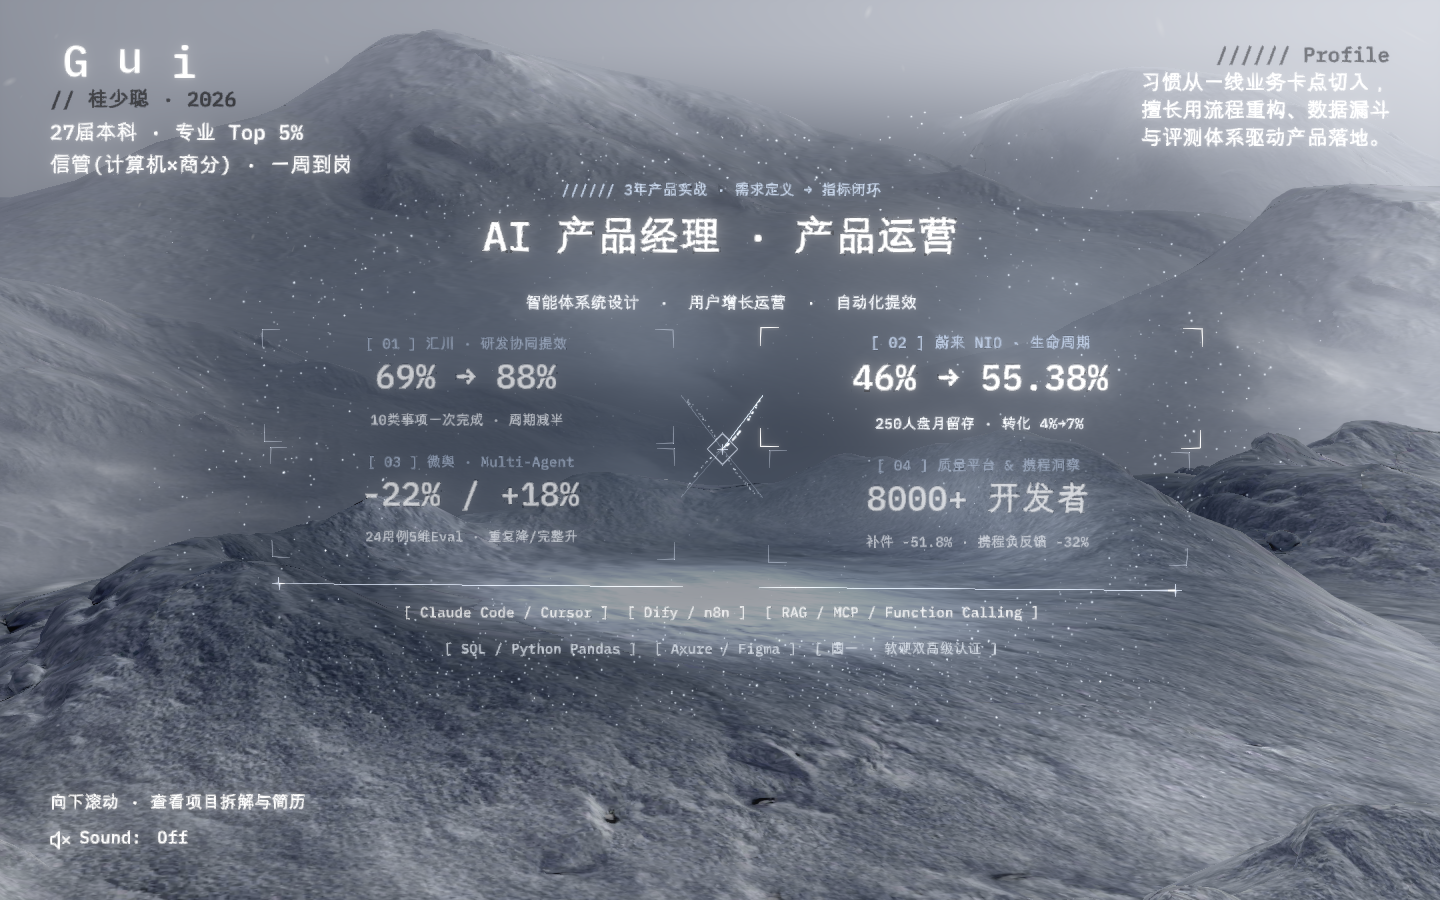 Gui
// 桂少聪 · 2026
27届本科 · 专业 Top 5%
信管(计算机×商分) · 一周到岗
////// Profile
习惯从一线业务卡点切入，
擅长用流程重构、数据漏斗
与评测体系驱动产品落地。
////// 3年产品实战 · 需求定义 → 指标闭环
AI 产品经理 · 产品运营
智能体系统设计 · 用户增长运营 · 自动化提效
[ 01 ] 汇川 · 研发协同提效
69% → 88%
10类事项一次完成 · 周期减半
[ 02 ] 蔚来 NIO · 生命周期
46% → 55.38%
250人盘月留存 · 转化 4%→7%
[ 03 ] 微舆 · Multi-Agent
-22% / +18%
24用例5维Eval · 重复降/完整升
[ 04 ] 质量平台 & 携程洞察
8000+ 开发者
补件 -51.8% · 携程负反馈 -32%
[ Claude Code / Cursor ] [ Dify / n8n ] [ RAG / MCP / Function Calling ]
[ SQL / Python Pandas ] [ Axure / Figma ] [ 国一 · 软硬双高级认证 ]
向下滚动 · 查看项目拆解与简历
Sound: Off